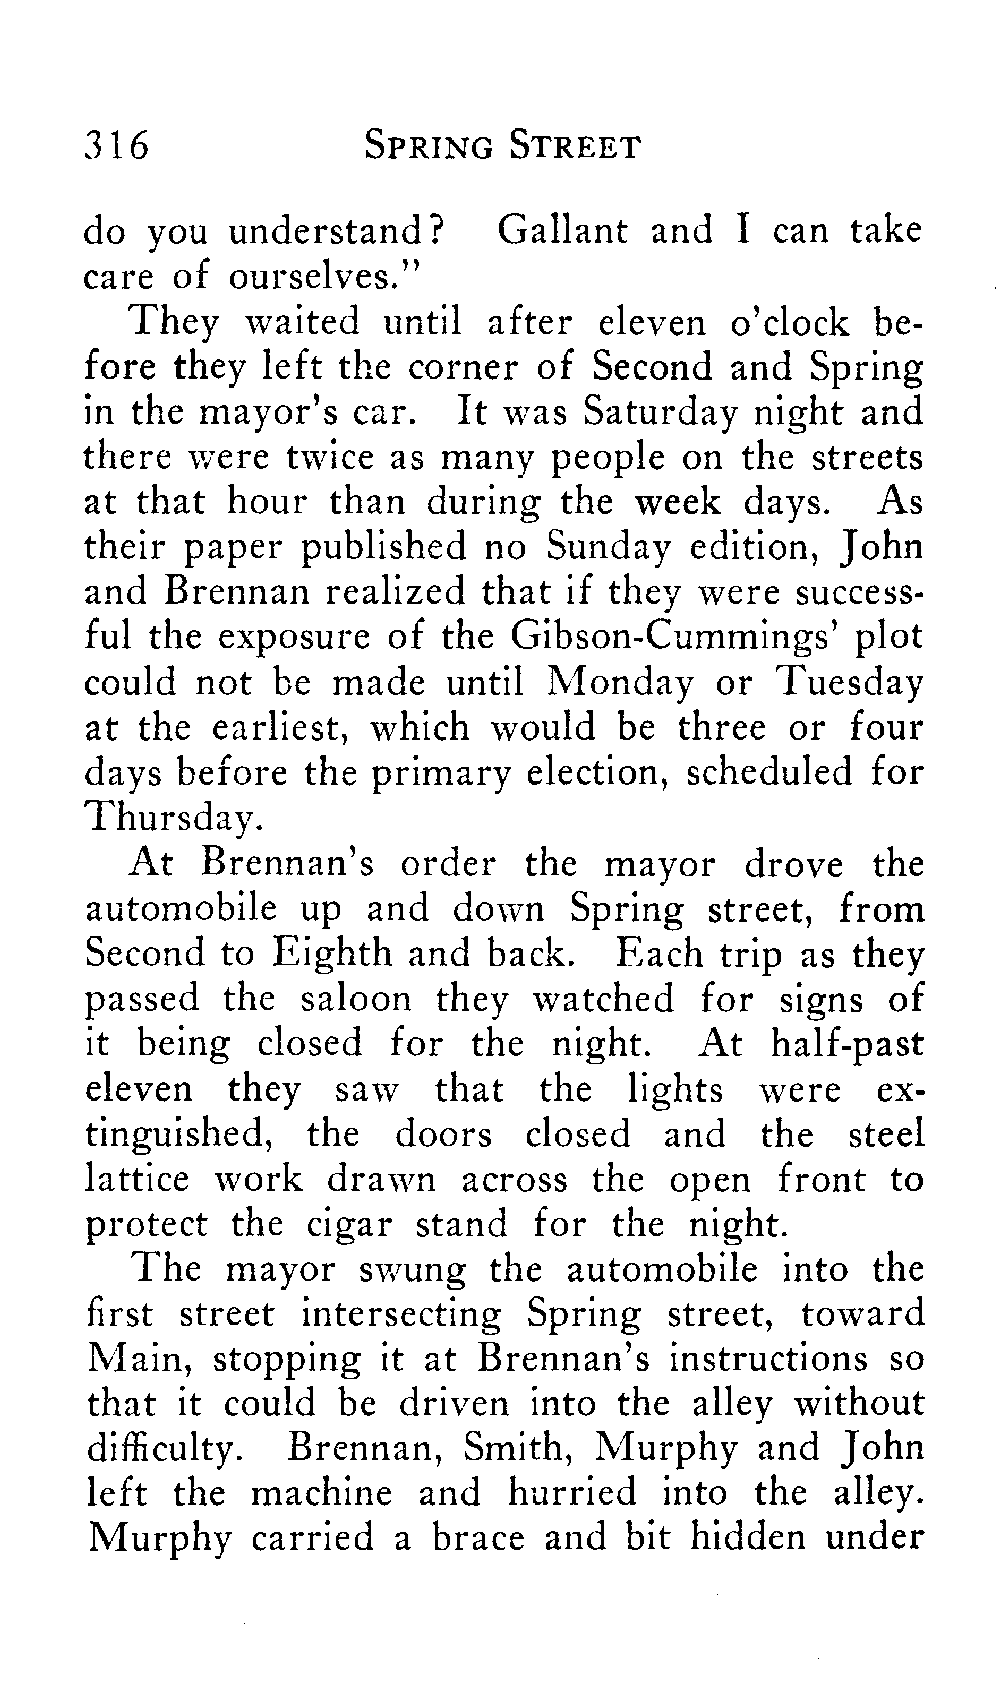 316 SPRING STREET
do you understand? Gallant and I can take
care of ourselves."
They waited until after eleven o'clock be-
fore they left the corner of Second and Spring
in the mayor's car. It was Saturday night and
there were twice as many people on the streets
at that hour than during the week days. As
their paper published no Sunday edition, John
and Brennan realized that if they were success-
ful the exposure of the Gibson-Cummings' plot
could not be made until Monday or Tuesday
at the earliest, which would be three or four
days before the primary election, scheduled for
Thursday.
At Brennan's order the mayor drove the
automobile up and down Spring street, from
Second to Eighth and back. Each trip as they
passed the saloon they watched for signs of
it being closed for the night. At half-past
eleven they saw that the lights were ex-
tinguished, the doors closed and the steel
lattice work drawn across the open front to
protect the cigar stand for the night.
The mayor swung the automobile into the
first street intersecting Spring street, toward
Main, stopping it at Brennan's instructions so
that it could be driven into the alley without
difficulty. Brennan, Smith, Murphy and John
left the machine and hurried into the alley.
Murphy carried a brace and bit hidden under